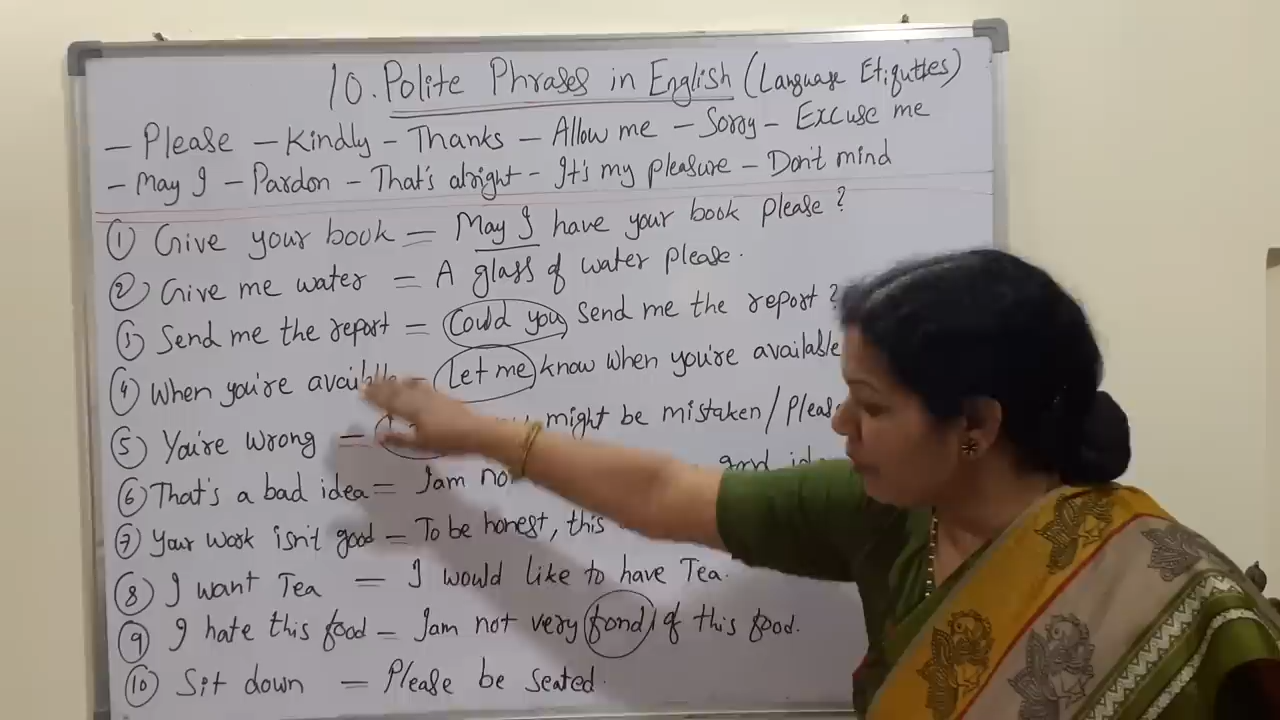 10. Polite Phrases in English (Language Etiquttes)
– Please – Kindly – Thanks – Allow me – Sorry – Excuse me
– May I – Pardon – That's alright – It's my pleasure – Don't mind
① Give your book = May I have your book please?
② Give me water = A glass of water please.
③ Send me the report = Could you send me the report?
④ When you're – Let me know when you're available
⑤ You're wrong = might be mistaken /
⑥ That's a bad idea = I am
⑦ Your work isn't good – To be honest, this
⑧ I want Tea = I would like to have Tea.
⑨ I hate this food – I am not very fond of this food.
⑩ Sit down = Please be seated.